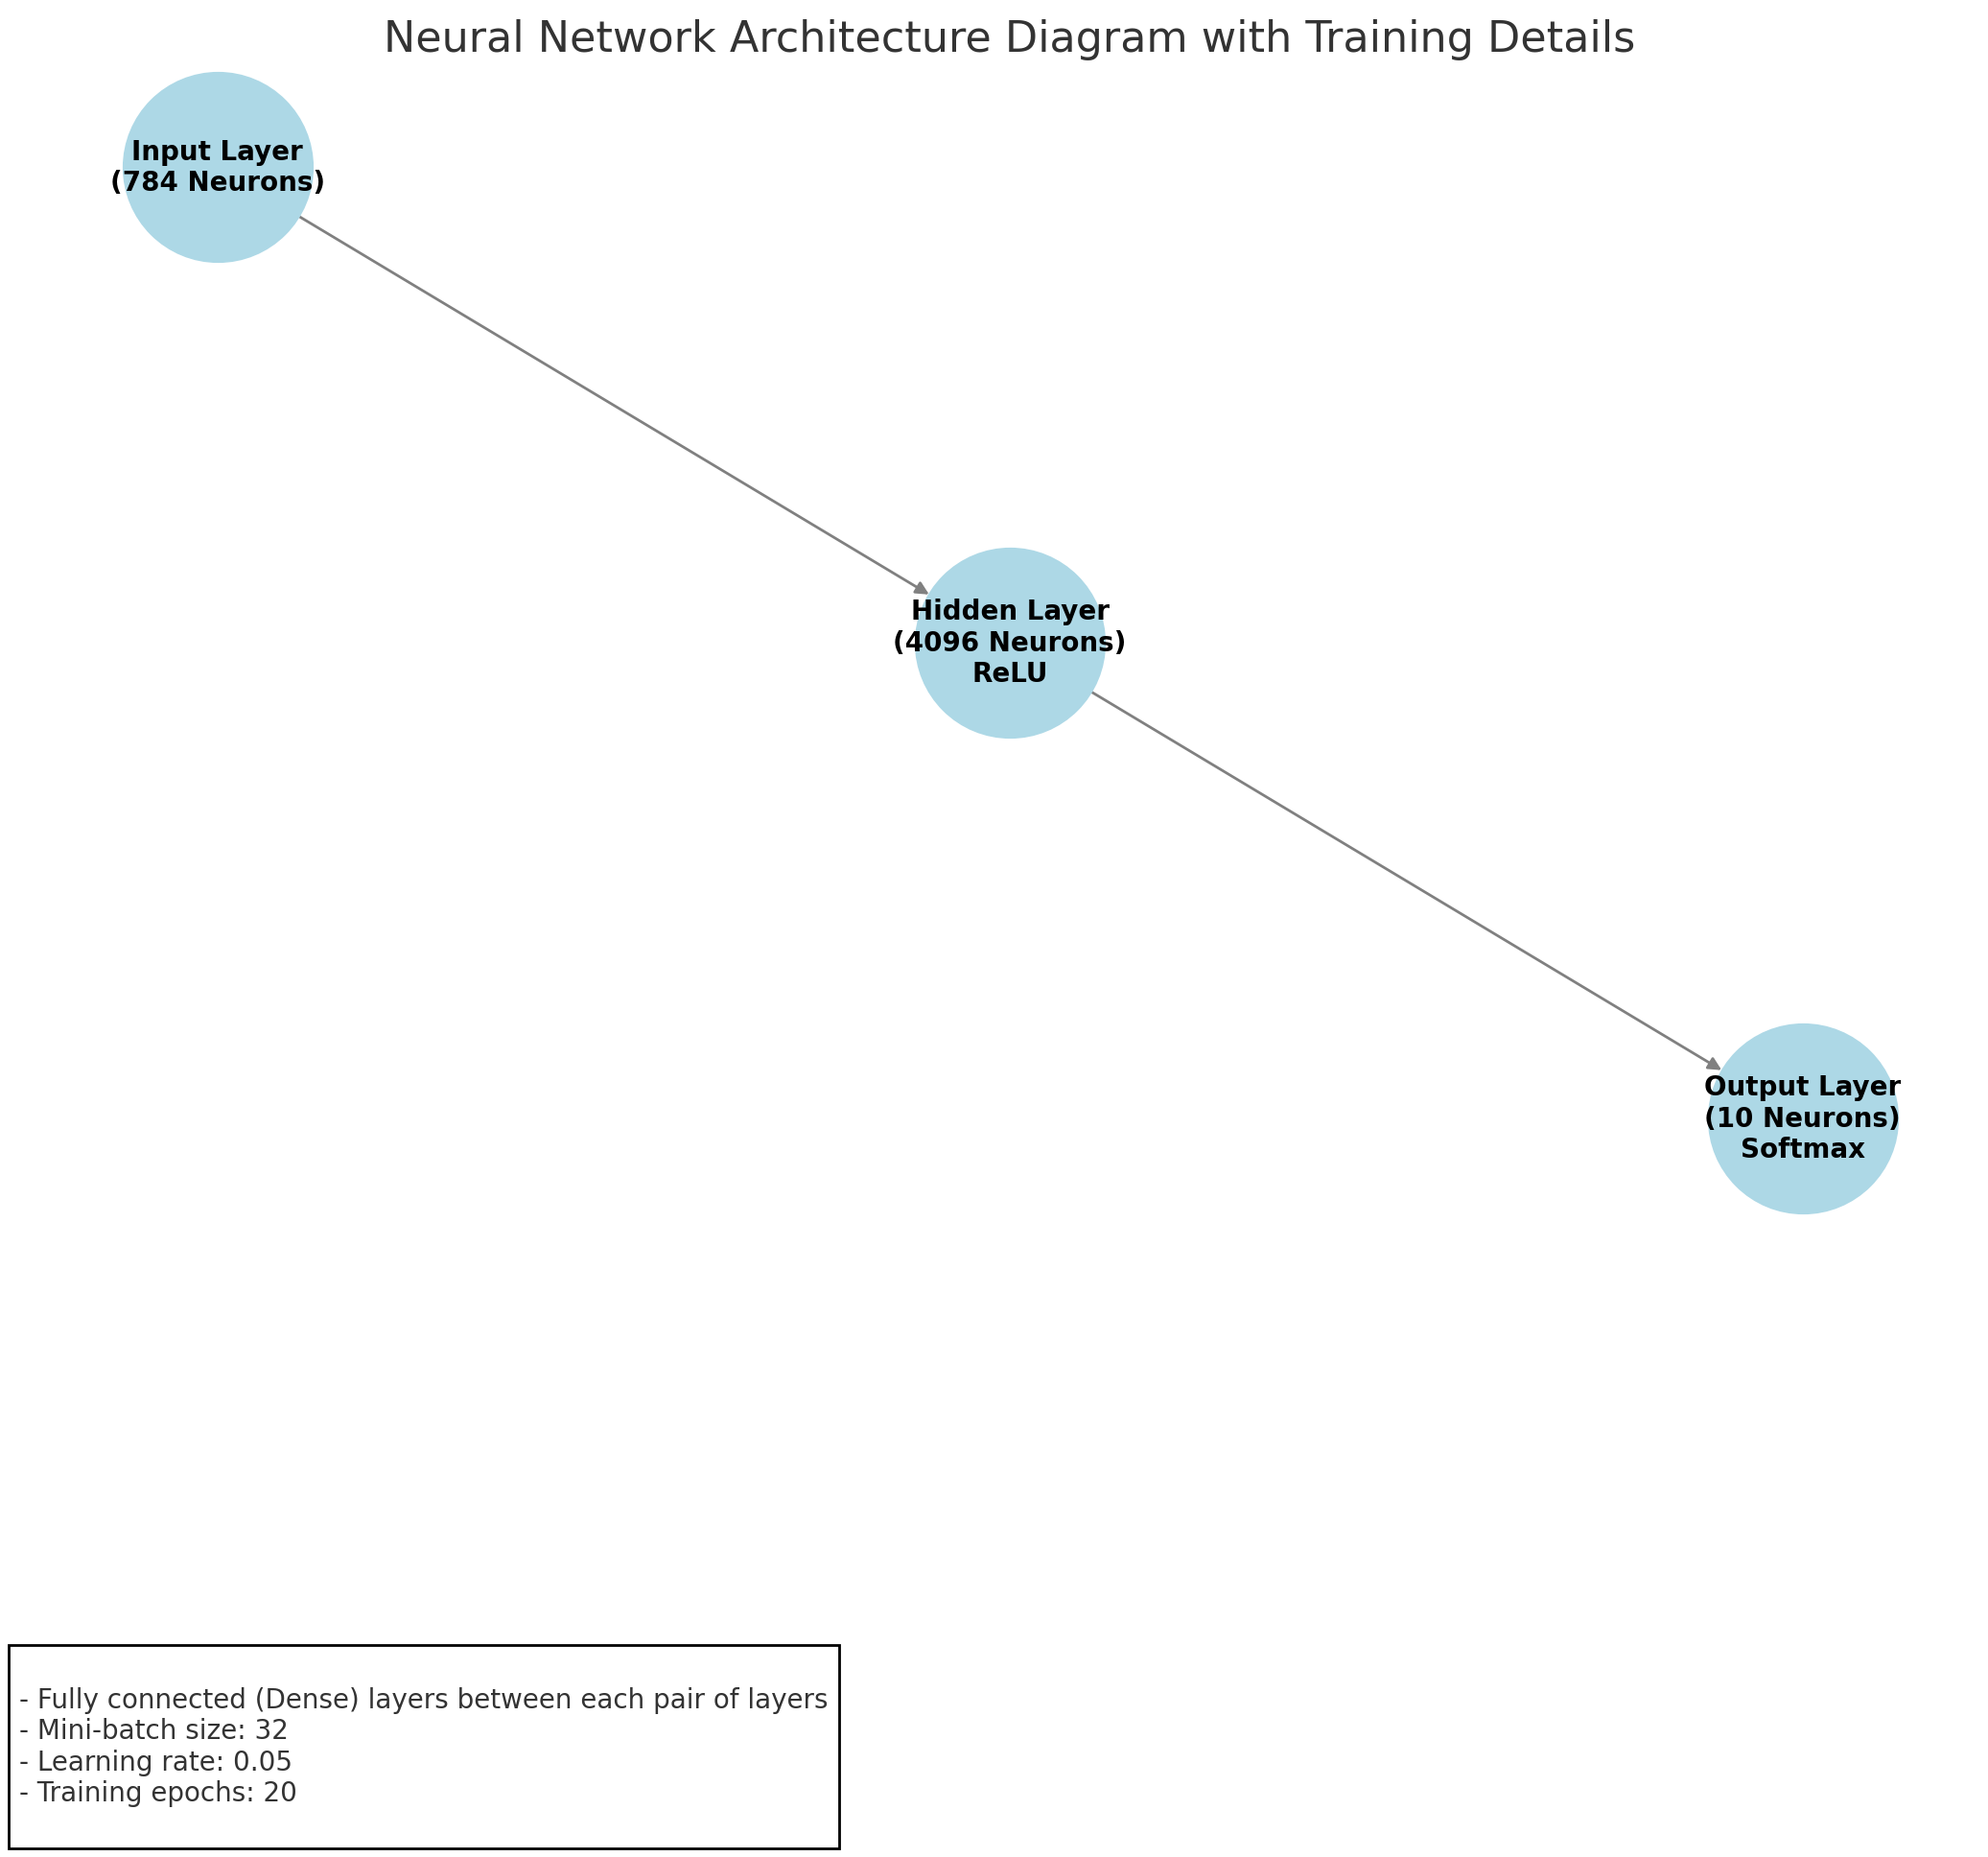 Neural Network Architecture Diagram with Training Details
Input Layer
(784 Neurons)
Hidden Layer
(4096 Neurons)
ReLU
Output Layer
(10 Neurons)
Softmax
- Fully connected (Dense) layers between each pair of layers
- Mini-batch size: 32
- Learning rate: 0.05
- Training epochs: 20